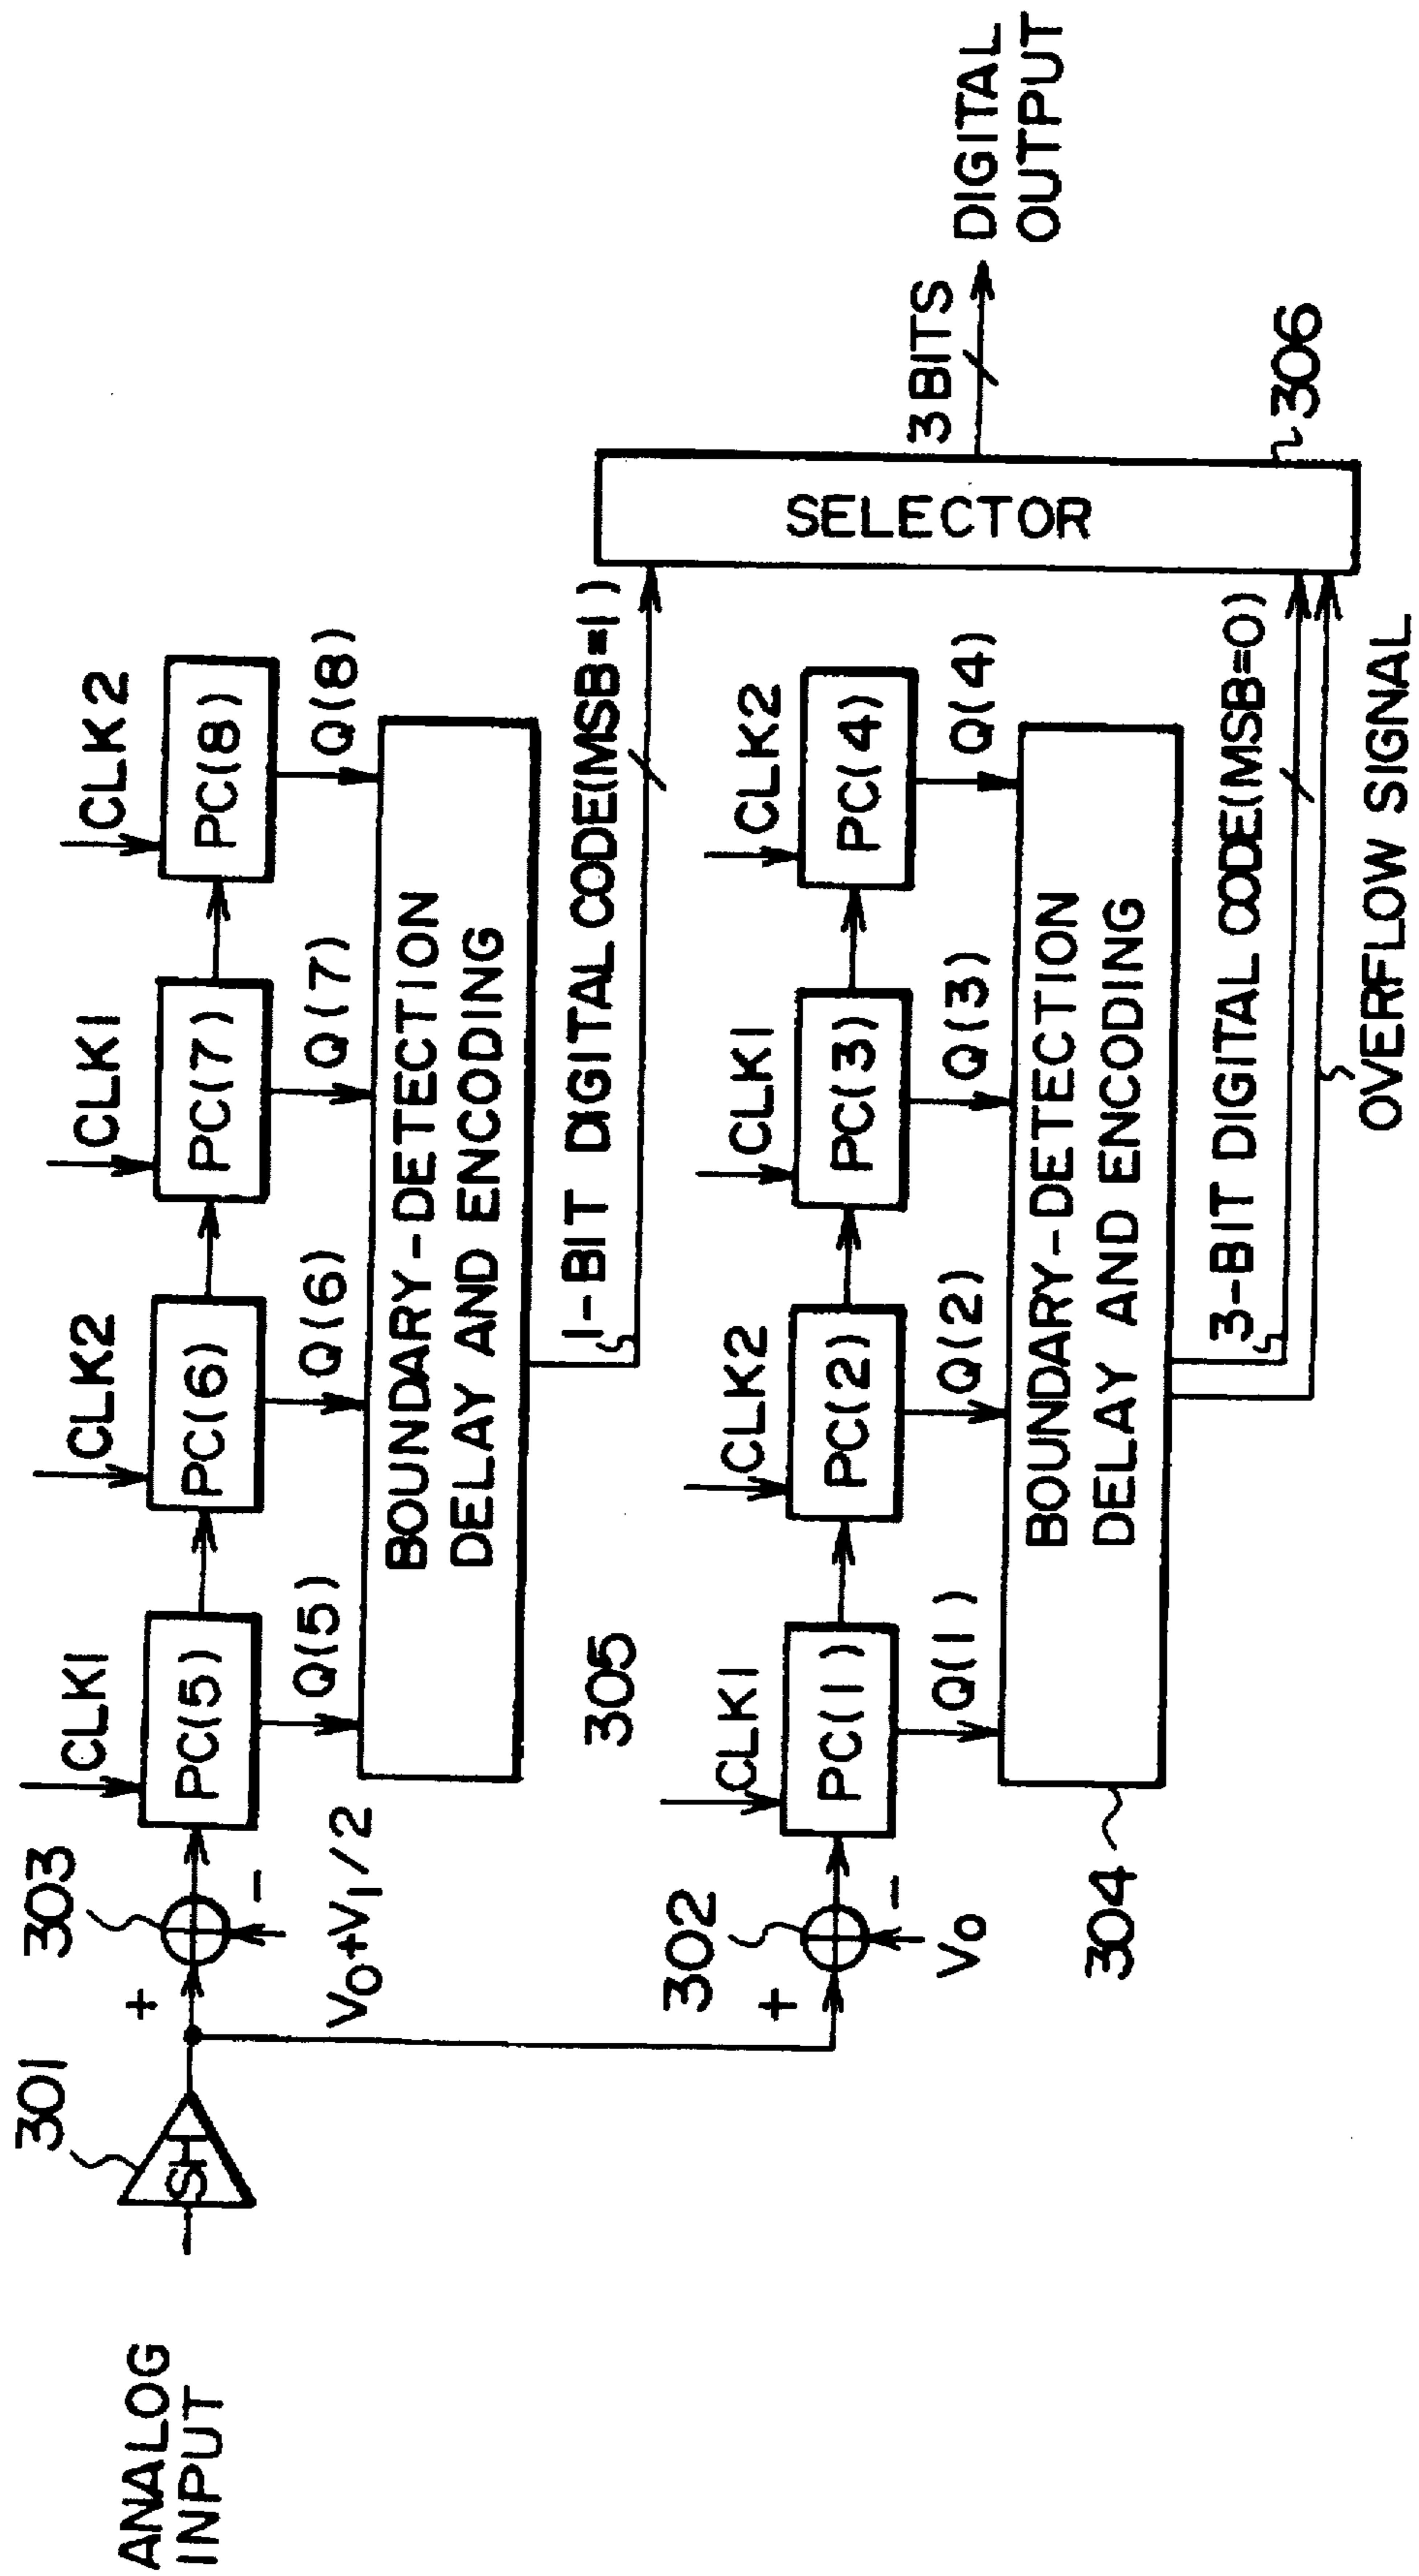 ANALOG
INPUT
301
SH
+
303
-
V0+V1/2
CLK1
PC(5)
CLK2
PC(6)
CLK1
PC(7)
CLK2
PC(8)
Q(5)
Q(6)
Q(7)
Q(8)
BOUNDARY-DETECTION
DELAY AND ENCODING
305
1-BIT DIGITAL CODE(MSB=1)
302
+
-
V0
CLK1
PC(1)
CLK2
PC(2)
CLK1
PC(3)
CLK2
PC(4)
Q(1)
Q(2)
Q(3)
Q(4)
BOUNDARY-DETECTION
DELAY AND ENCODING
304
3-BIT DIGITAL CODE(MSB=0)
OVERFLOW SIGNAL
SELECTOR
306
3 BITS
DIGITAL
OUTPUT